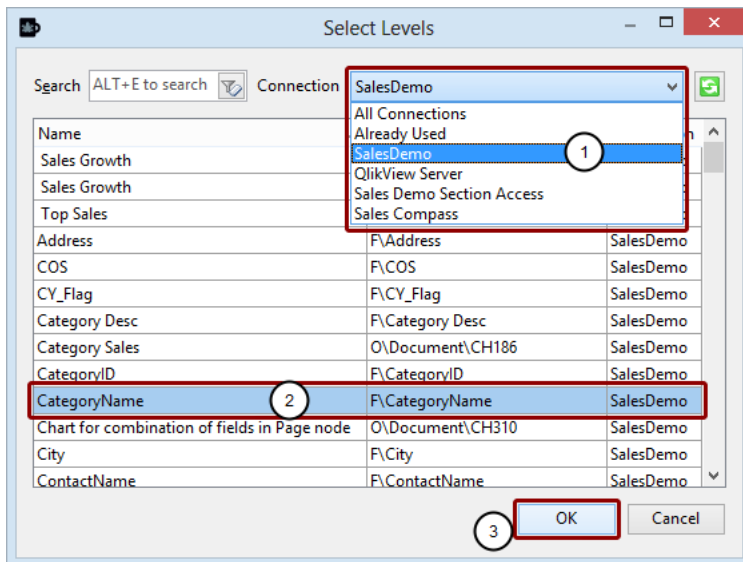 Select Levels
Search ALT+E to search Connection SalesDemo
All Connections
Name Already Used n
Sales Growth SalesDemo 1
Sales Growth QlikView Server
Sales Demo Section Access
Top Sales Sales Compass
Address F\Address SalesDemo
COS F\COS SalesDemo
CY_Flag F\CY_Flag SalesDemo
Category Desc F\Category Desc SalesDemo
Category Sales O\Document\CH186 SalesDemo
CategoryID F\CategoryID SalesDemo
CategoryName 2 F\CategoryName SalesDemo
Chart for combination of fields in Page node O\Document\CH310 SalesDemo
City F\City SalesDemo
ContactName F\ContactName SalesDemo
3 OK Cancel